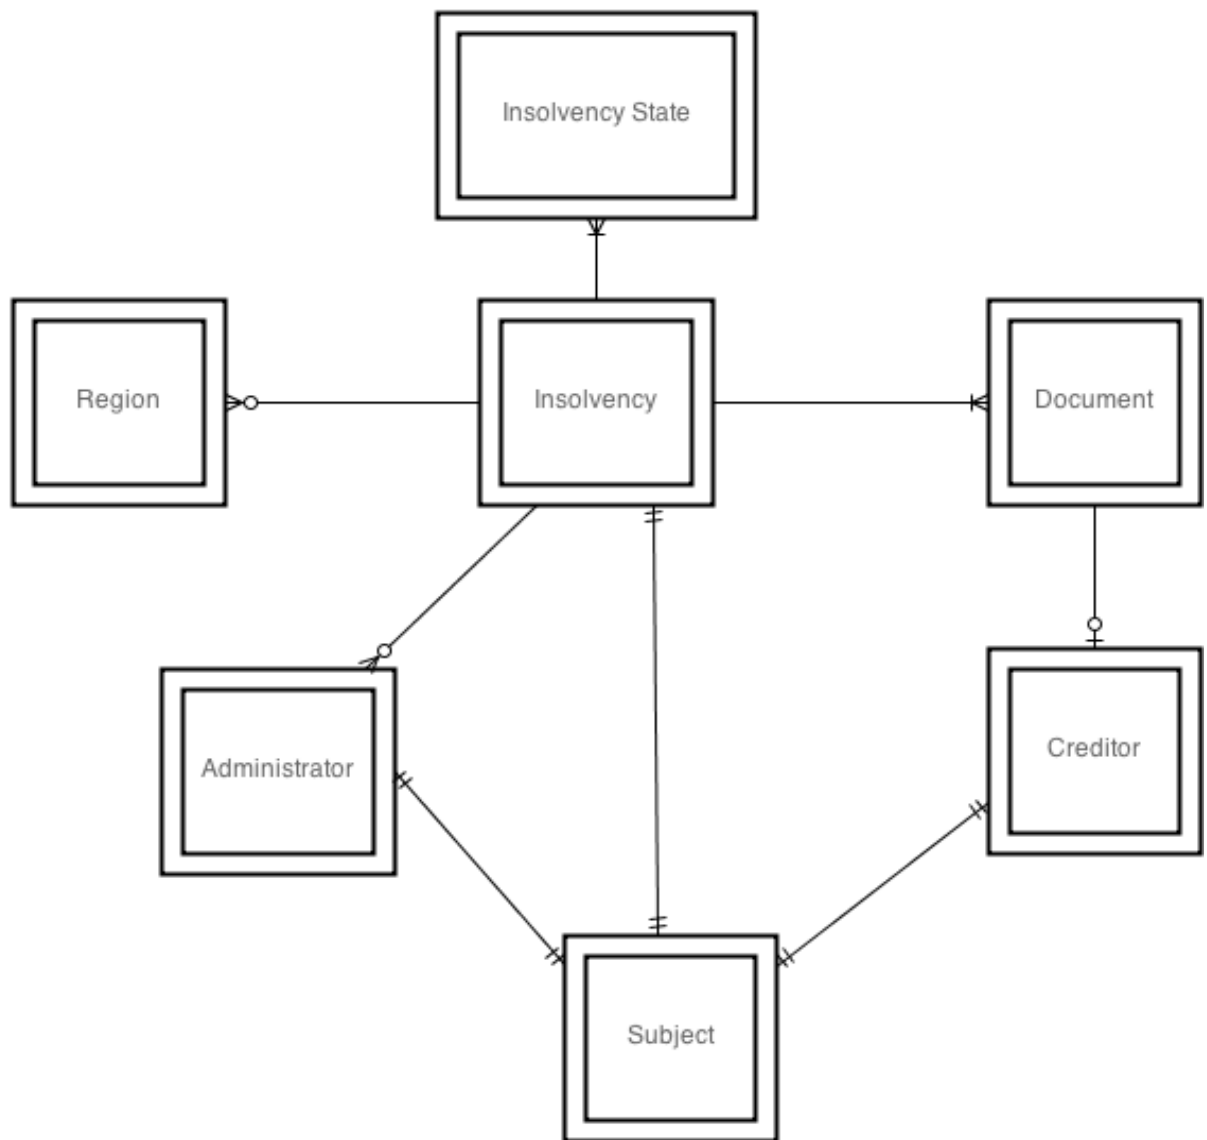 Insolvency State
Region
Insolvency
Document
Administrator
Creditor
Subject